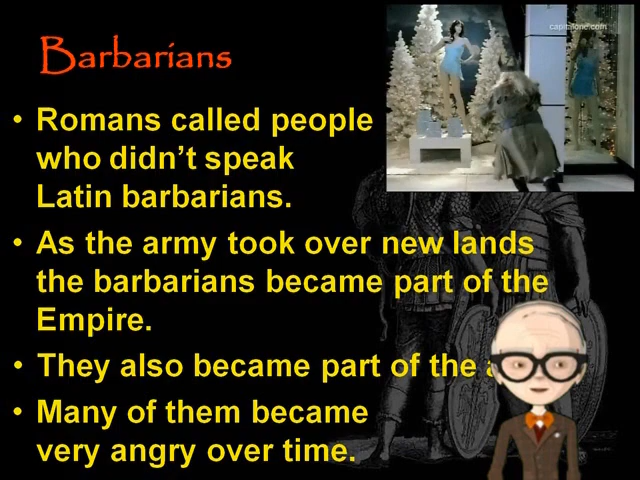 Barbarians
capitalone.com
• Romans called people
who didn't speak
Latin barbarians.
• As the army took over new lands
the barbarians became part of the
Empire.
• They also became part of the
• Many of them became
very angry over time.